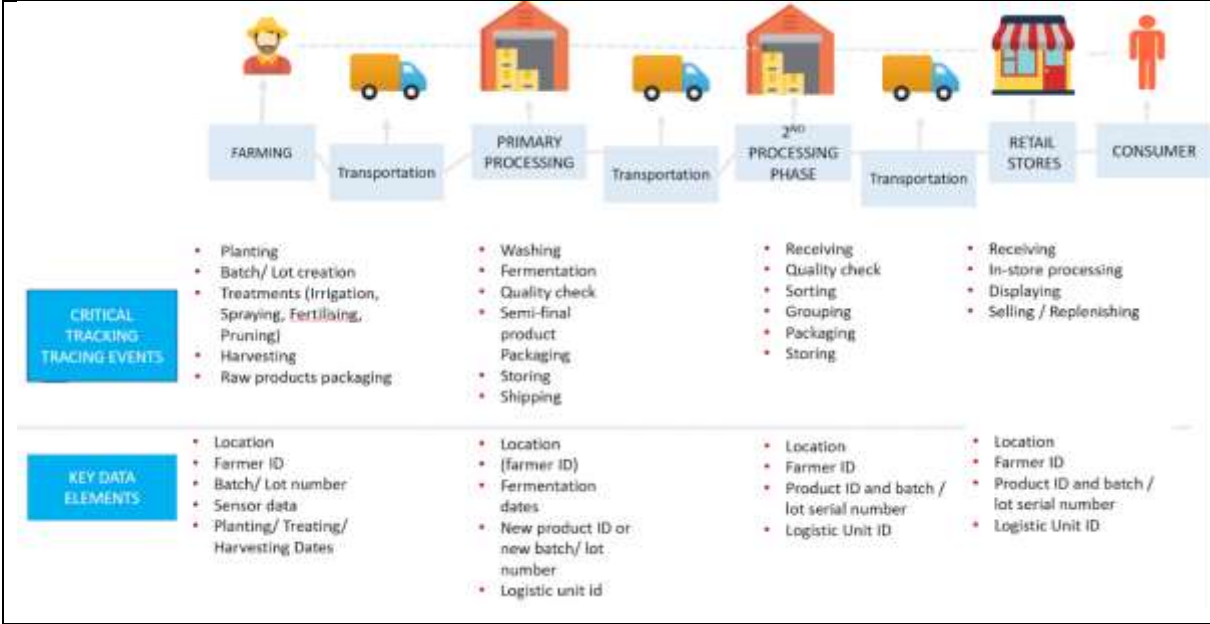 FARMING
Transportation
PRIMARY
PROCESSING
Transportation
2ND
PROCESSING
PHASE
Transportation
RETAIL
STORES
CONSUMER
CRITICAL
TRACKING
TRACING EVENTS
• Planting
• Batch/ Lot creation
• Treatments (Irrigation,
Spraying, Fertilising,
Pruning)
• Harvesting
• Raw products packaging
• Washing
• Fermentation
• Quality check
• Semi-final
product
Packaging
• Storing
• Shipping
• Receiving
• Quality check
• Sorting
• Grouping
• Packaging
• Storing
• Receiving
• In-store processing
• Displaying
• Selling / Replenishing
KEY DATA
ELEMENTS
• Location
• Farmer ID
• Batch/ Lot number
• Sensor data
• Planting/ Treating/
Harvesting Dates
• Location
• (farmer ID)
• Fermentation
dates
• New product ID or
new batch/ lot
number
• Logistic unit id
• Location
• Farmer ID
• Product ID and batch /
lot serial number
• Logistic Unit ID
• Location
• Farmer ID
• Product ID and batch /
lot serial number
• Logistic Unit ID